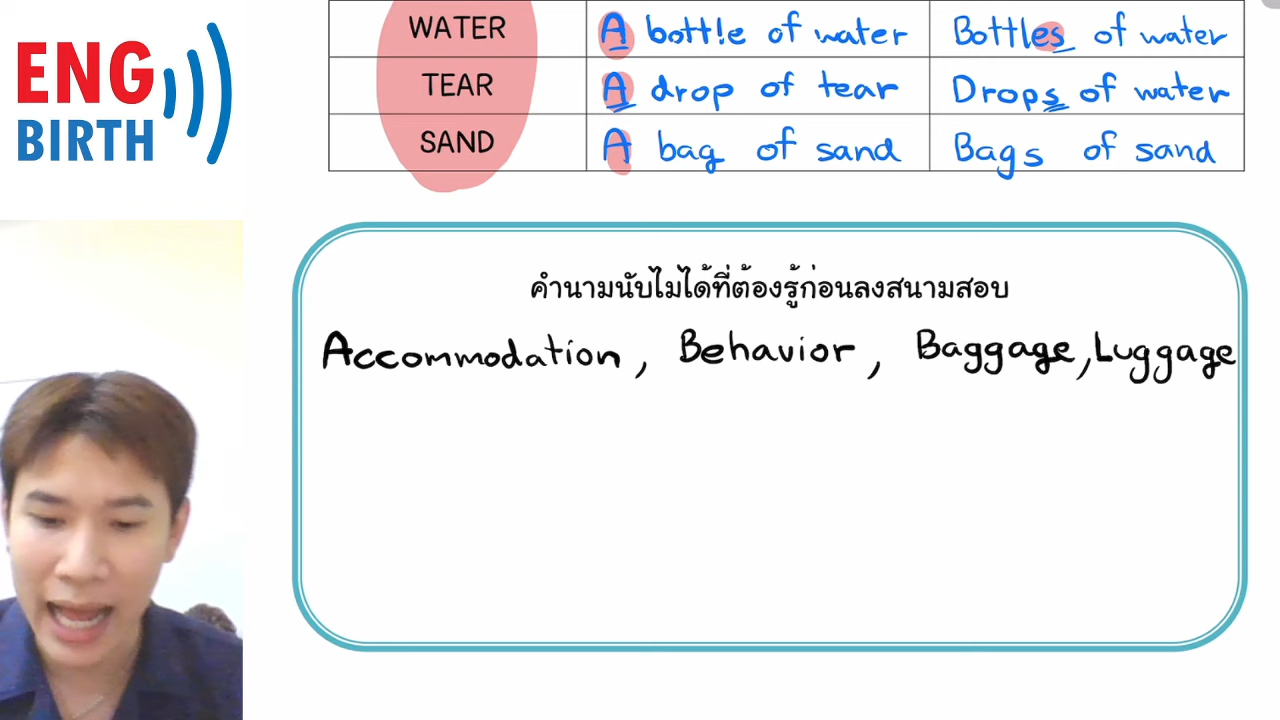 ENG
BIRTH
WATER A bottle of water Bottles of water
TEAR A drop of tear Drops of water
SAND A bag of sand Bags of sand
คำนามนับไม่ได้ที่ต้องรู้ก่อนลงสนามสอบ
Accommodation, Behavior, Baggage, Luggage